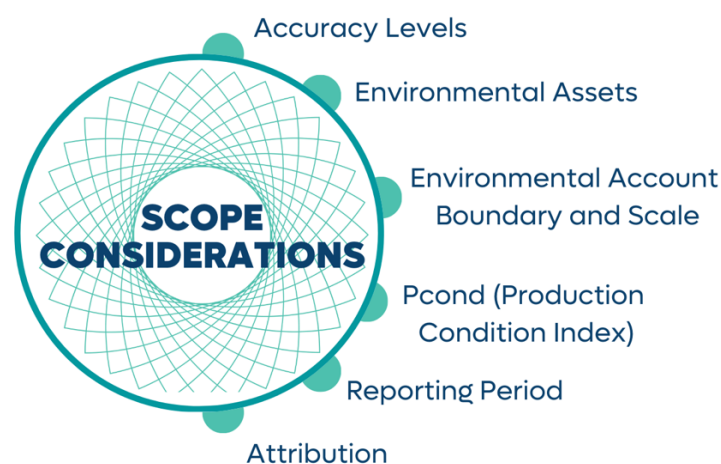 Accuracy Levels
Environmental Assets
Environmental Account
Boundary and Scale
SCOPE
CONSIDERATIONS
Pcond (Production
Condition Index)
Reporting Period
Attribution